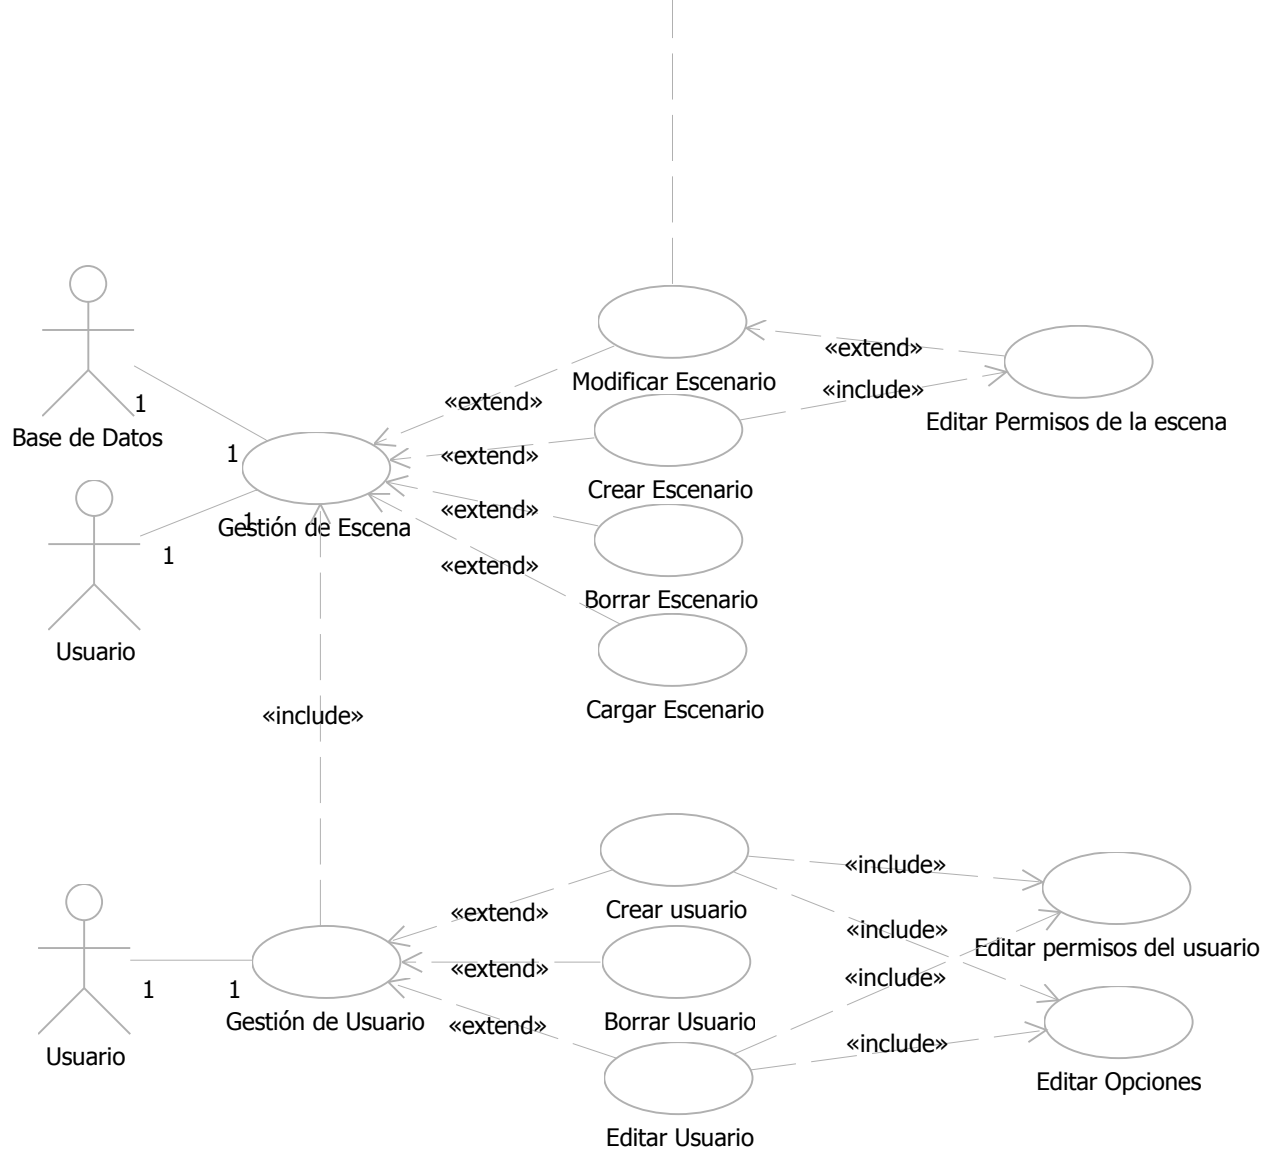 «extend»
Modificar Escenario
«include»
«extend»
1
Editar Permisos de la escena
Base de Datos
1
«extend»
Crear Escenario
«extend»
1
Gestión de Escena
1
«extend»
Borrar Escenario
Usuario
Cargar Escenario
«include»
«include»
«extend»
Crear usuario
«include»
Editar permisos del usuario
«extend»
«include»
1
1
Gestión de Usuario
«extend»
Borrar Usuario
«include»
Usuario
Editar Opciones
Editar Usuario